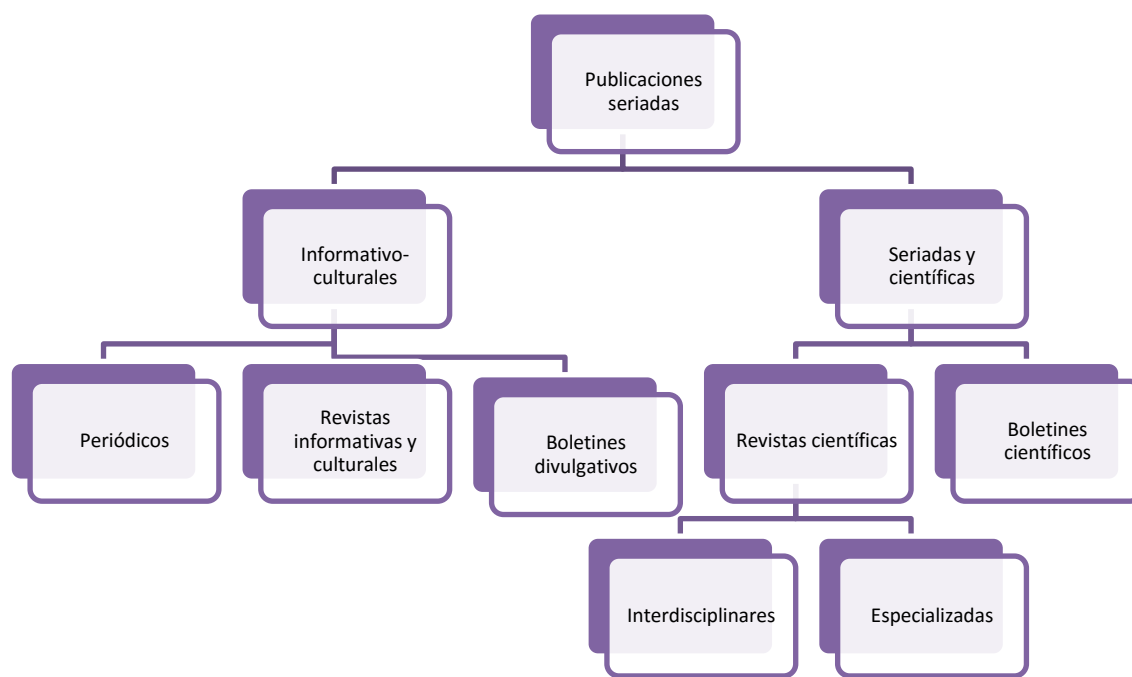 Publicaciones
seriadas
Informativo-
culturales
Seriadas y
científicas
Periódicos
Revistas
informativas y
culturales
Boletines
divulgativos
Revistas científicas
Boletines
científicos
Interdisciplinares
Especializadas